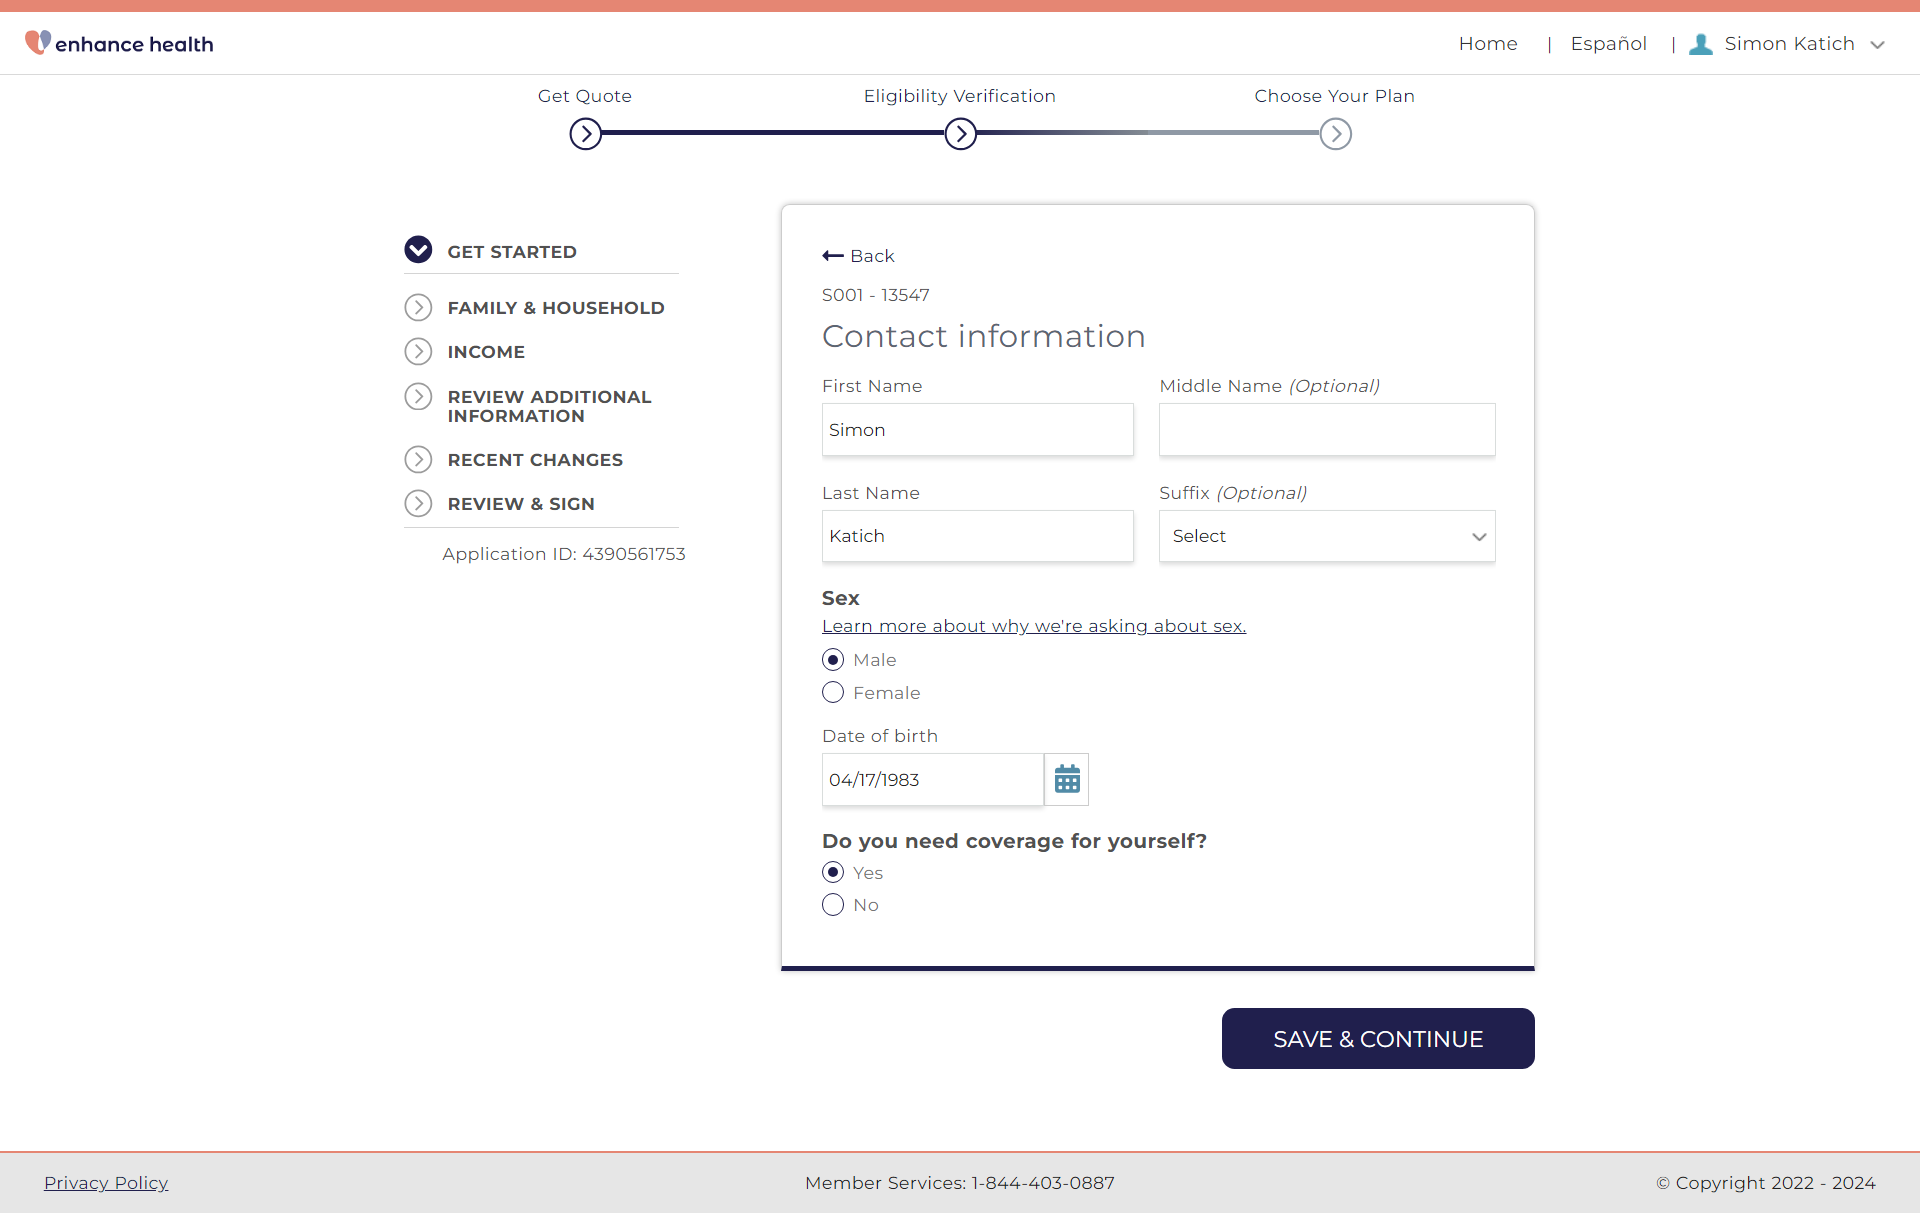 enhance health
Home | Español | Simon Katich
Get Quote
Eligibility Verification
Choose Your Plan
GET STARTED
FAMILY & HOUSEHOLD
INCOME
REVIEW ADDITIONAL
INFORMATION
RECENT CHANGES
REVIEW & SIGN
Application ID: 4390561753
Back
S001 - 13547
Contact information
First Name
Middle Name (Optional)
Simon
Last Name
Suffix (Optional)
Katich
Select
Sex
Learn more about why we're asking about sex.
Male
Female
Date of birth
04/17/1983
Do you need coverage for yourself?
Yes
No
SAVE & CONTINUE
Privacy Policy
Member Services: 1-844-403-0887
© Copyright 2022 - 2024